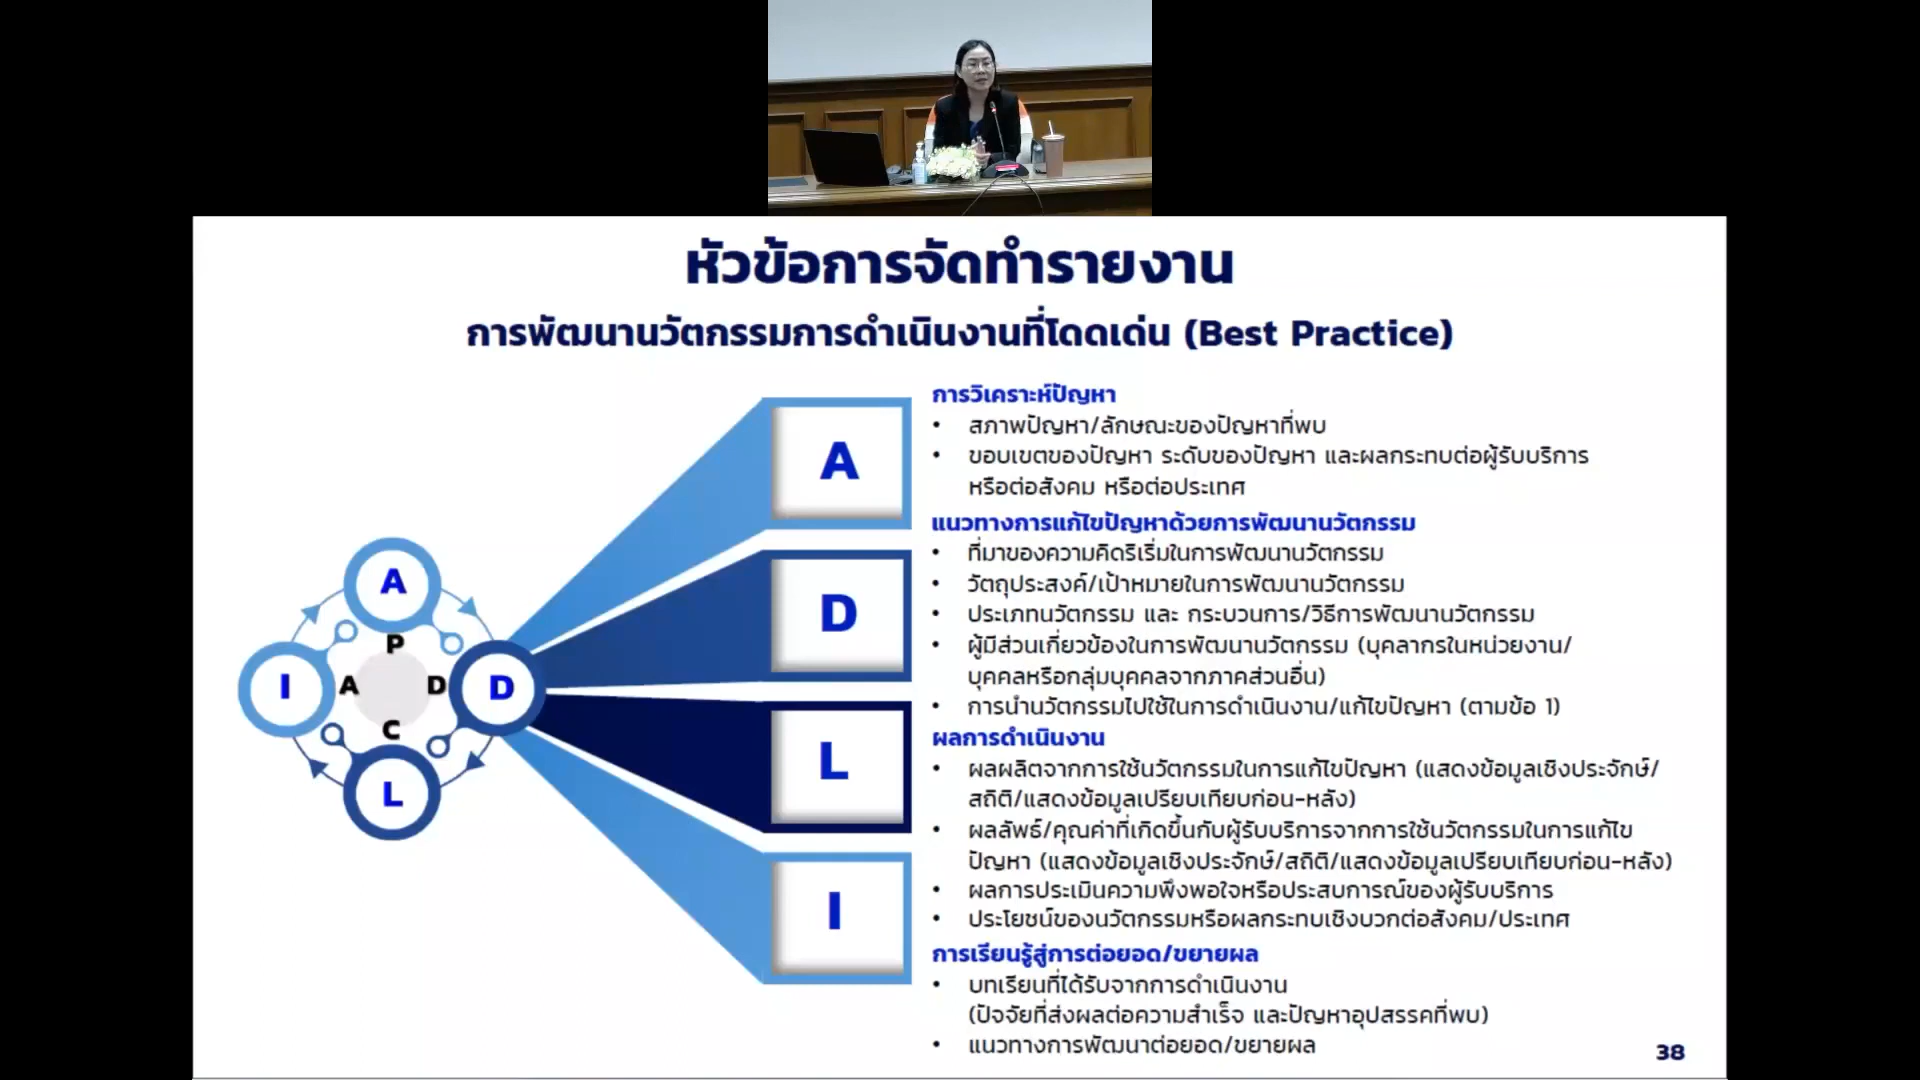 หัวข้อการจัดทำรายงาน
การพัฒนานวัตกรรมการดำเนินงานที่โดดเด่น (Best Practice)
A
P
I
A
D
D
C
L
A
D
L
I
การวิเคราะห์ปัญหา
• สภาพปัญหา/ลักษณะของปัญหาที่พบ
• ขอบเขตของปัญหา ระดับของปัญหา และผลกระทบต่อผู้รับบริการ
หรือต่อสังคม หรือต่อประเทศ
แนวทางการแก้ไขปัญหาด้วยการพัฒนานวัตกรรม
• ที่มาของความคิดริเริ่มในการพัฒนานวัตกรรม
• วัตถุประสงค์/เป้าหมายในการพัฒนานวัตกรรม
• ประเภทนวัตกรรม และ กระบวนการ/วิธีการพัฒนานวัตกรรม
• ผู้มีส่วนเกี่ยวข้องในการพัฒนานวัตกรรม (บุคลากรในหน่วยงาน/
บุคคลหรือกลุ่มบุคคลจากภาคส่วนอื่น)
• การนำนวัตกรรมไปใช้ในการดำเนินงาน/แก้ไขปัญหา (ตามข้อ 1)
ผลการดำเนินงาน
• ผลผลิตจากการใช้นวัตกรรมในการแก้ไขปัญหา (แสดงข้อมูลเชิงประจักษ์/
สถิติ/แสดงข้อมูลเปรียบเทียบก่อน-หลัง)
• ผลลัพธ์/คุณค่าที่เกิดขึ้นกับผู้รับบริการจากการใช้นวัตกรรมในการแก้ไข
ปัญหา (แสดงข้อมูลเชิงประจักษ์/สถิติ/แสดงข้อมูลเปรียบเทียบก่อน-หลัง)
• ผลการประเมินความพึงพอใจหรือประสบการณ์ของผู้รับบริการ
• ประโยชน์ของนวัตกรรมหรือผลกระทบเชิงบวกต่อสังคม/ประเทศ
การเรียนรู้สู่การต่อยอด/ขยายผล
• บทเรียนที่ได้รับจากการดำเนินงาน
(ปัจจัยที่ส่งผลต่อความสำเร็จ และปัญหาอุปสรรคที่พบ)
• แนวทางการพัฒนาต่อยอด/ขยายผล
38